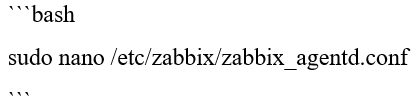 ```bash
sudo nano /etc/zabbix/zabbix_agentd.conf
```